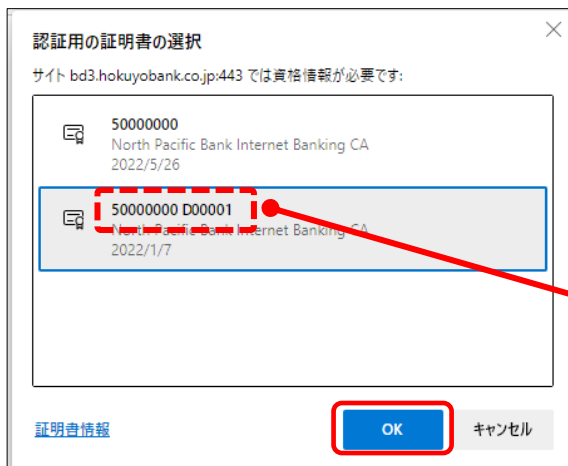 認証用の証明書の選択
サイト bd3.hokuyobank.co.jp:443 では資格情報が必要です:
50000000
North Pacific Bank Internet Banking CA
2022/5/26
50000000 D00001
North Pacific Bank Internet Banking CA
2022/1/7
証明書情報
OK
キャンセル